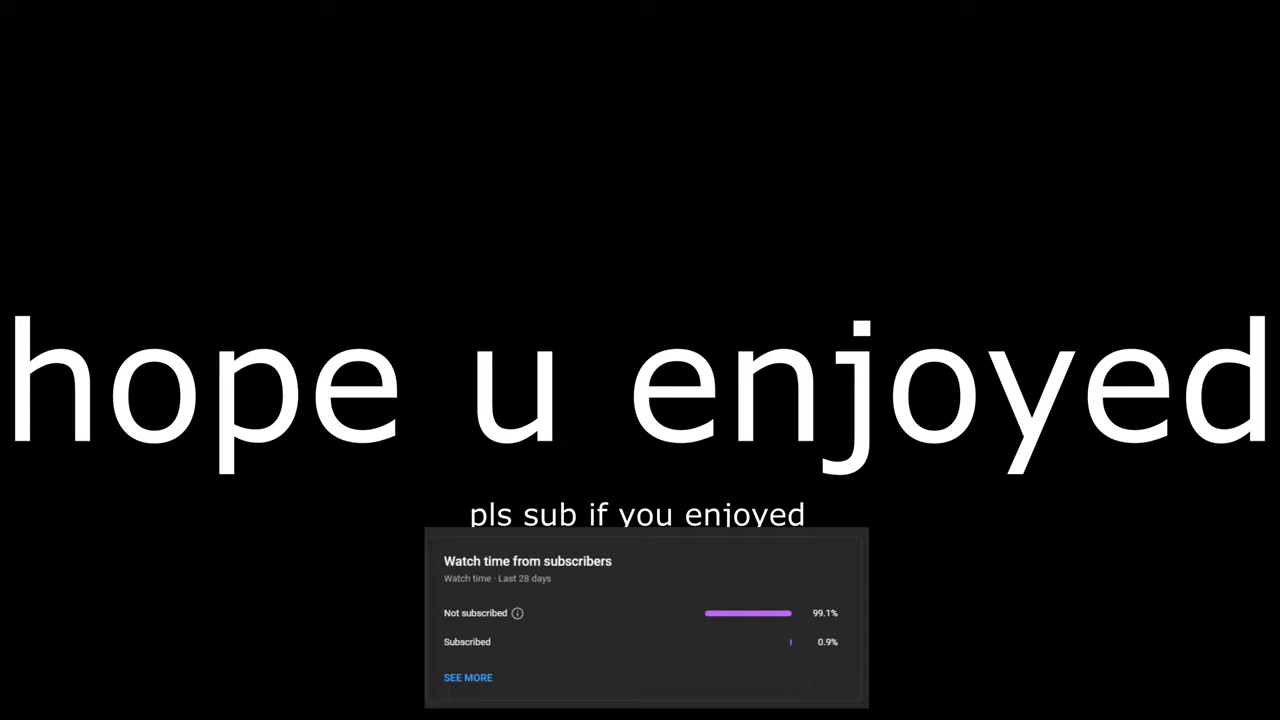 hope u enjoyed
pls sub if you enjoyed
Watch time from subscribers
Watch time · Last 28 days
Not subscribed 99.1%
Subscribed 0.9%
SEE MORE